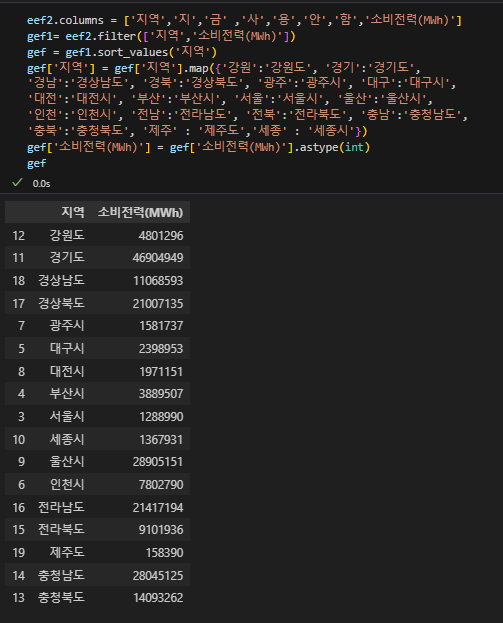 eef2.columns = ['지역','지','금' ,'사','용','안','함','소비전력(MWh)']
gef1= eef2.filter(['지역','소비전력(MWh)'])
gef = gef1.sort_values('지역')
gef['지역'] = gef['지역'].map({'강원':'강원도', '경기':'경기도',
'경남':'경상남도', '경북':'경상북도', '광주':'광주시', '대구':'대구시',
'대전':'대전시', '부산':'부산시', '서울':'서울시', '울산':'울산시',
'인천':'인천시', '전남':'전라남도', '전북':'전라북도', '충남':'충청남도',
'충북':'충청북도', '제주' : '제주도','세종' : '세종시'})
gef['소비전력(MWh)'] = gef['소비전력(MWh)'].astype(int)
gef
0.0s
지역 소비전력(MWh)
12 강원도 4801296
11 경기도 46904949
18 경상남도 11068593
17 경상북도 21007135
7 광주시 1581737
5 대구시 2398953
8 대전시 1971151
4 부산시 3889507
3 서울시 1288990
10 세종시 1367931
9 울산시 28905151
6 인천시 7802790
16 전라남도 21417194
15 전라북도 9101936
19 제주도 158390
14 충청남도 28045125
13 충청북도 14093262